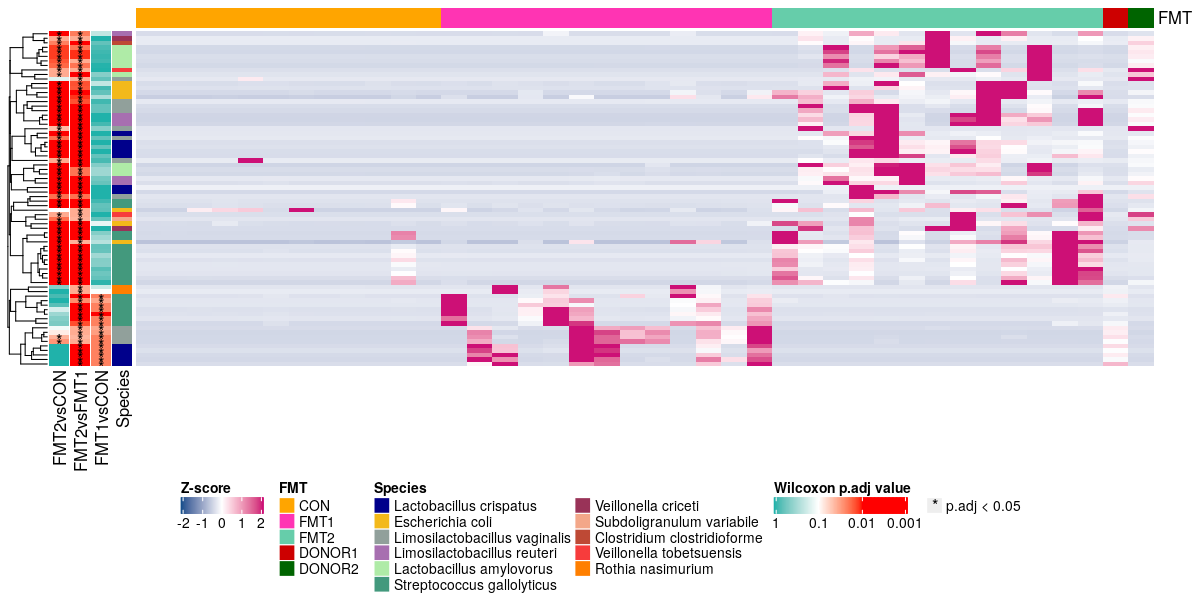 FMT
FMT2vsCON
FMT2vsFMT1
FMT1vsCON
Species
Z-score
-2 -1 0 1 2
FMT
CON
FMT1
FMT2
DONOR1
DONOR2
Species
Lactobacillus crispatus
Escherichia coli
Limosilactobacillus vaginalis
Limosilactobacillus reuteri
Lactobacillus amylovorus
Streptococcus gallolyticus
Veillonella criceti
Subdoligranulum variabile
Clostridium clostridioforme
Veillonella tobetsuensis
Rothia nasimurium
Wilcoxon p.adj value
1 0.1 0.01 0.001
* p.adj < 0.05